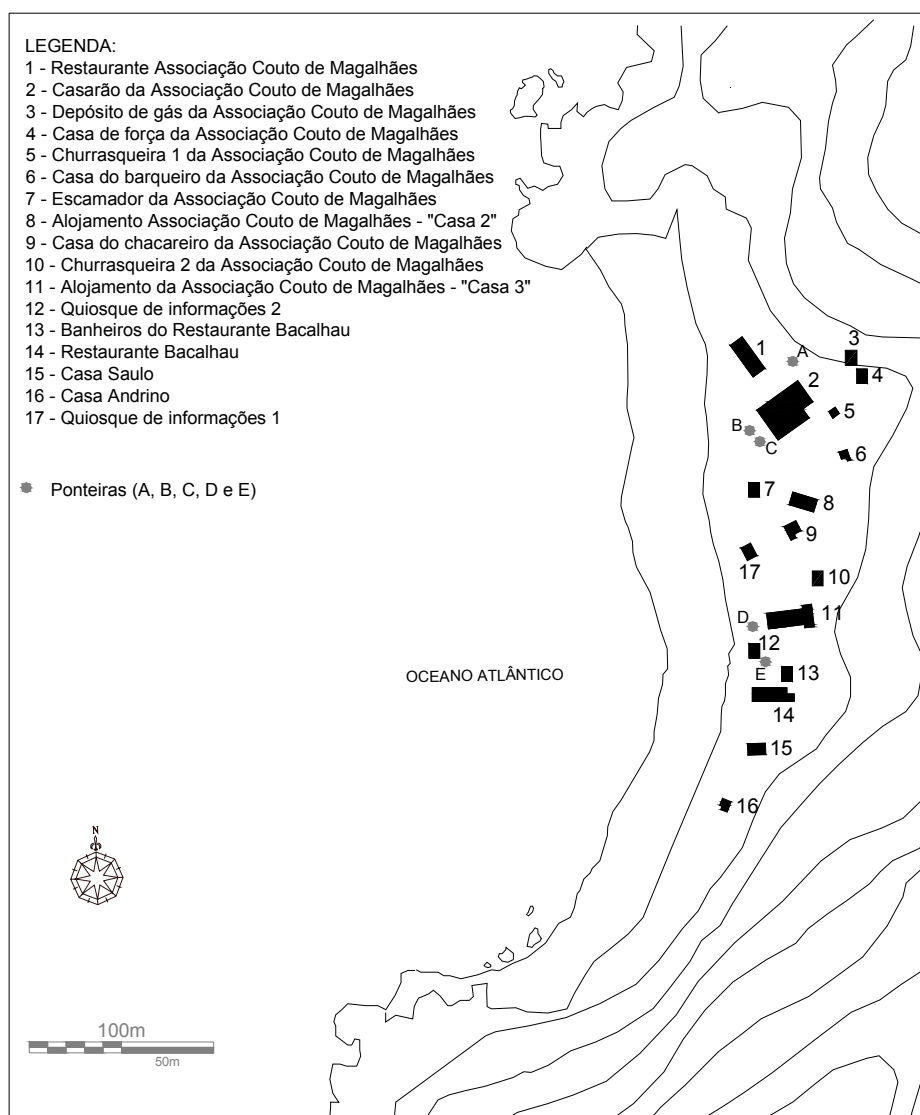 LEGENDA:
1 - Restaurante Associação Couto de Magalhães
2 - Casarão da Associação Couto de Magalhães
3 - Depósito de gás da Associação Couto de Magalhães
4 - Casa de força da Associação Couto de Magalhães
5 - Churrasqueira 1 da Associação Couto de Magalhães
6 - Casa do barqueiro da Associação Couto de Magalhães
7 - Escamador da Associação Couto de Magalhães
8 - Alojamento Associação Couto de Magalhães - "Casa 2"
9 - Casa do chacareiro da Associação Couto de Magalhães
10 - Churrasqueira 2 da Associação Couto de Magalhães
11 - Alojamento da Associação Couto de Magalhães - "Casa 3"
12 - Quiosque de informações 2
13 - Banheiros do Restaurante Bacalhau
14 - Restaurante Bacalhau
15 - Casa Saulo
16 - Casa Andrino
17 - Quiosque de informações 1
Ponteiras (A, B, C, D e E)
1
A
3
2
4
5
B
C
6
7
8
9
17
10
D
11
12
E
13
14
15
16
OCEANO ATLÂNTICO
N
100m
50m